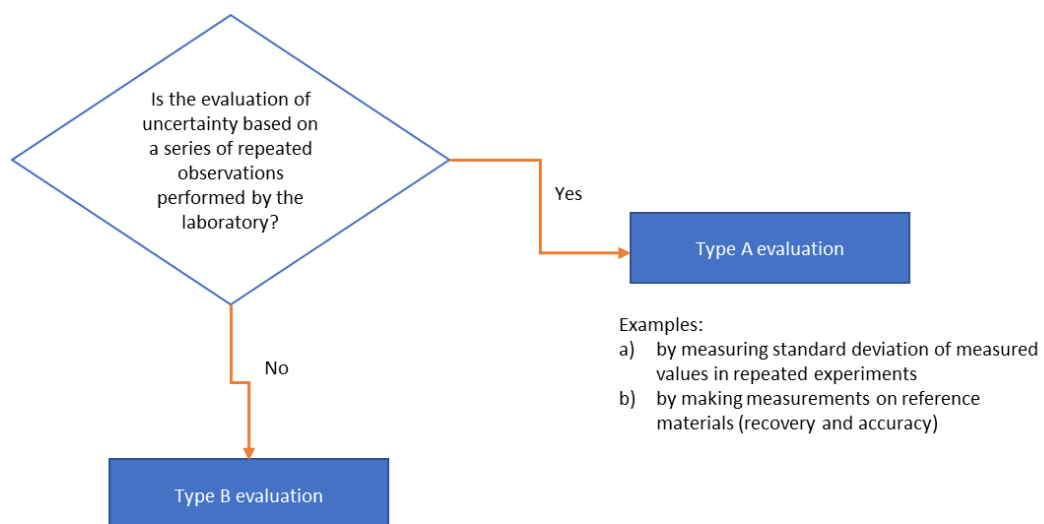 Is the evaluation of
uncertainty based on
a series of repeated
observations
performed by the
laboratory?
Yes
Type A evaluation
Examples:
a) by measuring standard deviation of measured
values in repeated experiments
b) by making measurements on reference
materials (recovery and accuracy)
No
Type B evaluation